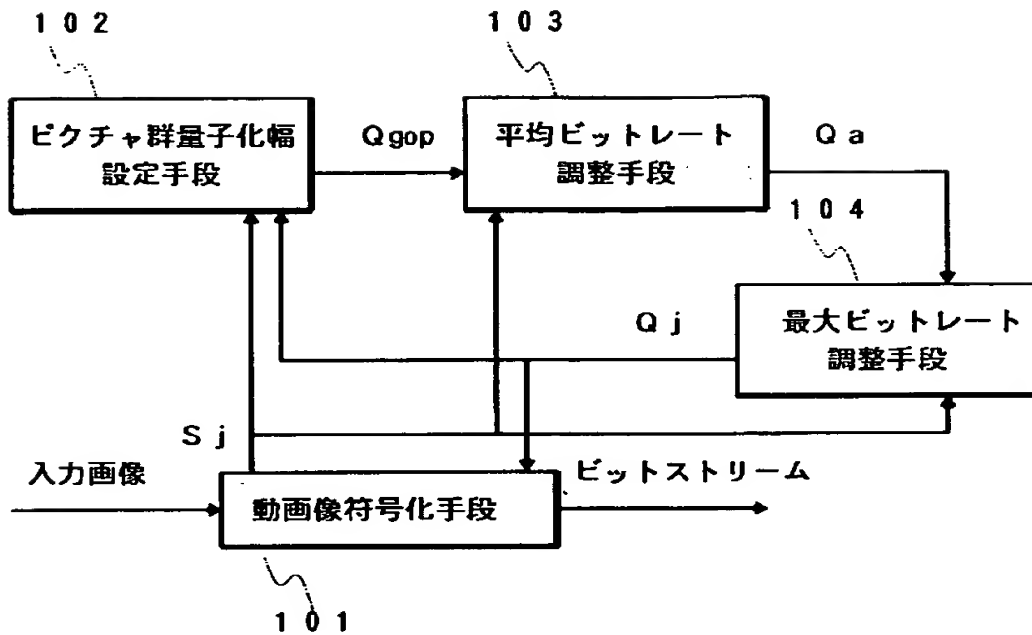 102
103
ピクチャ群量子化幅
設定手段
Qgop
平均ビットレート
調整手段
Qa
104
Qj
最大ビットレート
調整手段
Sj
入力画像
動画像符号化手段
ビットストリーム
101